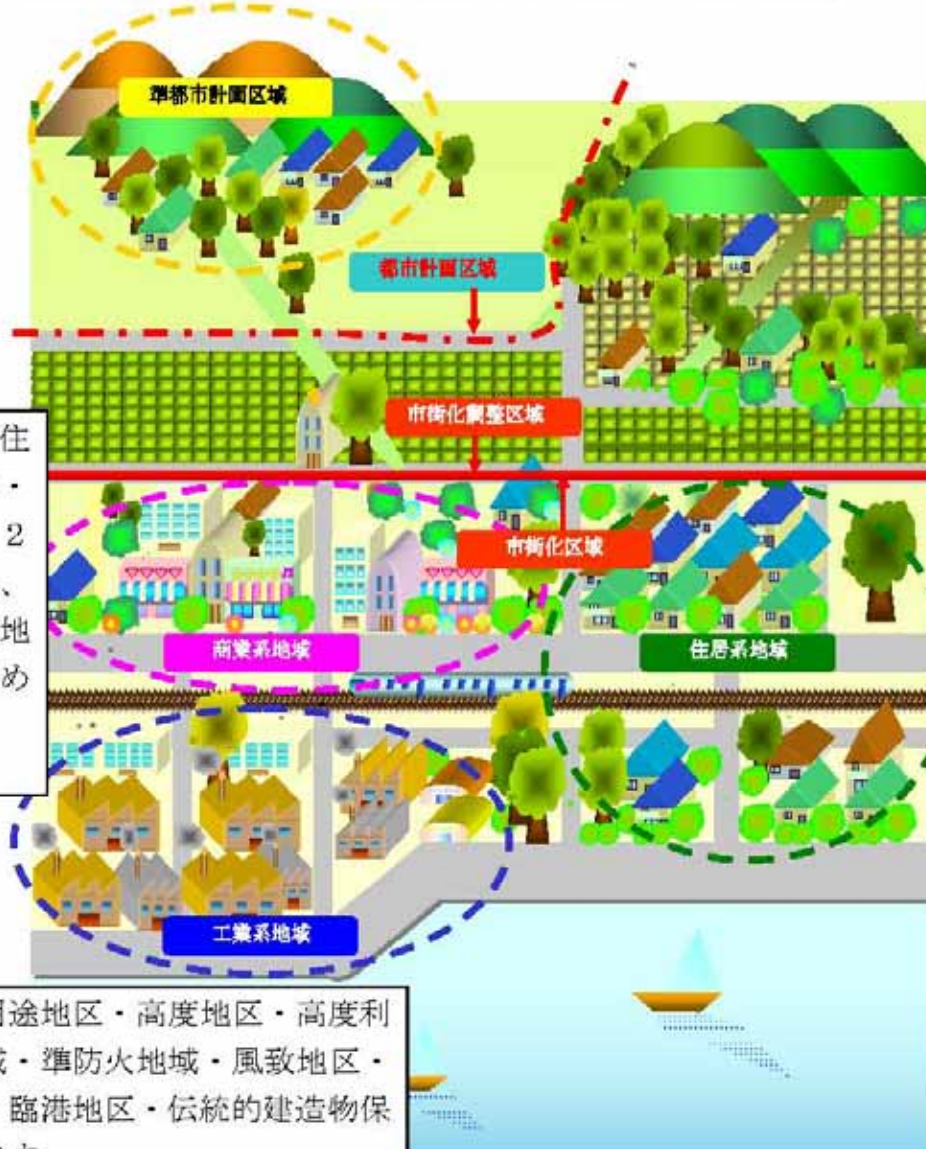 準都市計画区域
都市計画区域
市街化調整区域
住
・
2
、
地
め
市街化区域
商業系地域
住居系地域
工業系地域
途地区・高度地区・高度利
・準防火地域・風致地区・
臨港地区・伝統的建造物保